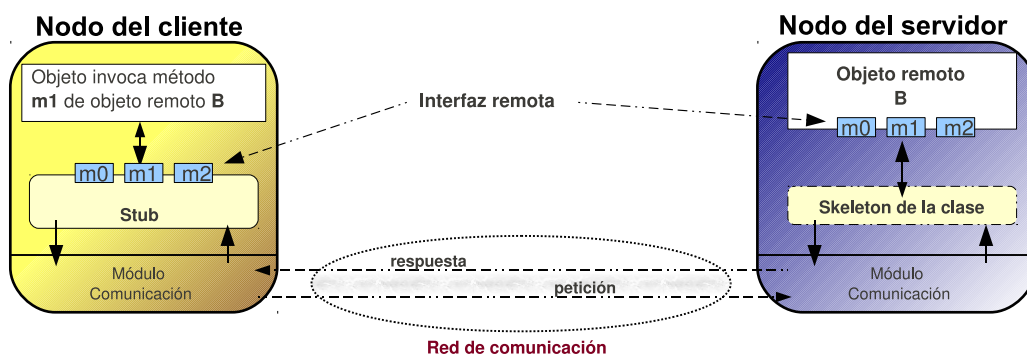 Nodo del cliente
Objeto invoca método
m1 de objeto remoto B
m0 m1 m2
Stub
Módulo
Comunicación
Interfaz remota
respuesta
petición
Red de comunicación
Nodo del servidor
Objeto remoto
B
m0 m1 m2
Skeleton de la clase
Módulo
Comunicación